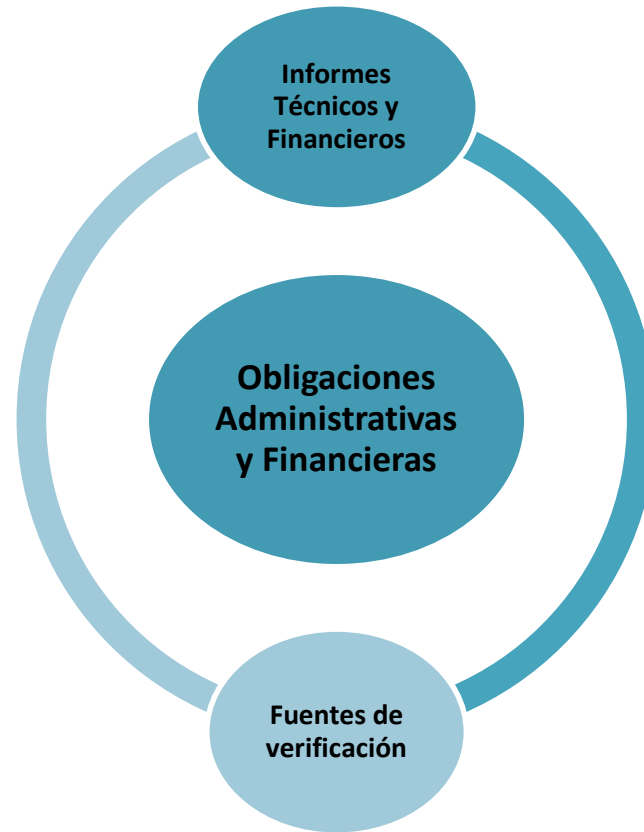 Informes
Técnicos y
Financieros
Obligaciones
Administrativas
y Financieras
Fuentes de
verificación